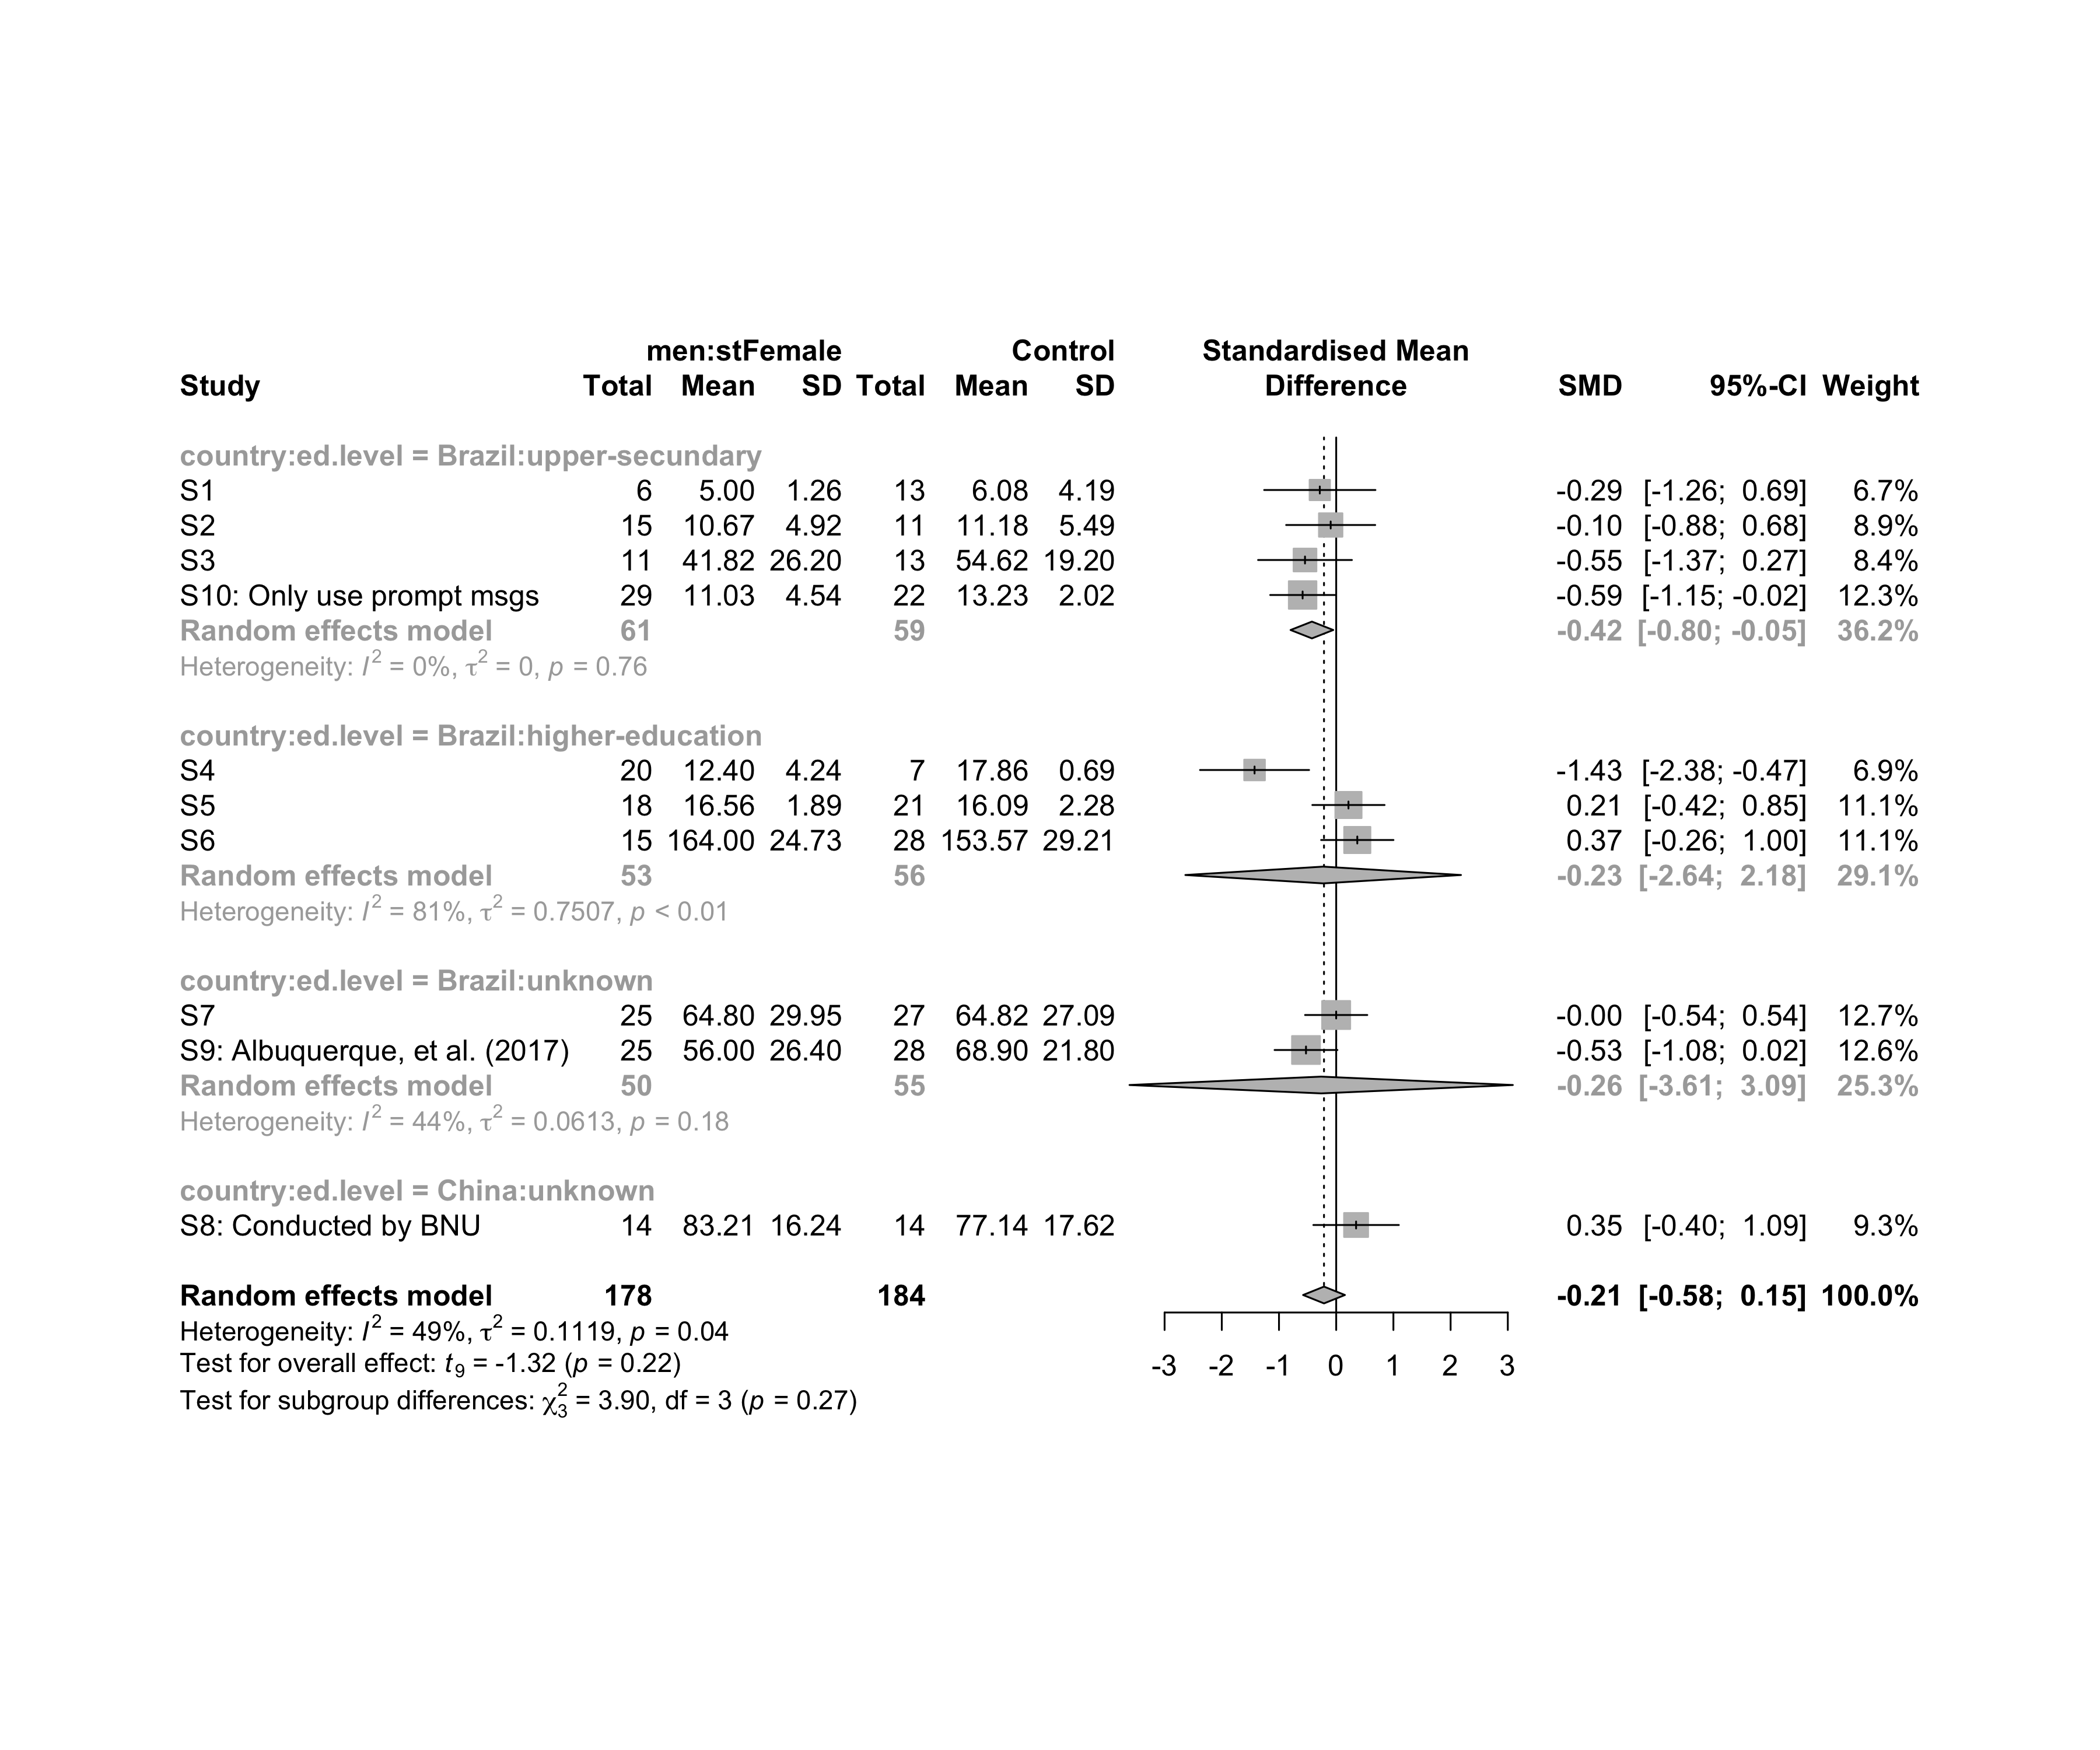 men:stFemale Control Standardised Mean
Study Total Mean SD Total Mean SD Difference SMD 95%-CI Weight
country:ed.level = Brazil:upper-secundary
S1 6 5.00 1.26 13 6.08 4.19 -0.29 [-1.26; 0.69] 6.7%
S2 15 10.67 4.92 11 11.18 5.49 -0.10 [-0.88; 0.68] 8.9%
S3 11 41.82 26.20 13 54.62 19.20 -0.55 [-1.37; 0.27] 8.4%
S10: Only use prompt msgs 29 11.03 4.54 22 13.23 2.02 -0.59 [-1.15; -0.02] 12.3%
Random effects model 61 59 -0.42 [-0.80; -0.05] 36.2%
Heterogeneity: I² = 0%, τ² = 0, p = 0.76
country:ed.level = Brazil:higher-education
S4 20 12.40 4.24 7 17.86 0.69 -1.43 [-2.38; -0.47] 6.9%
S5 18 16.56 1.89 21 16.09 2.28 0.21 [-0.42; 0.85] 11.1%
S6 15 164.00 24.73 28 153.57 29.21 0.37 [-0.26; 1.00] 11.1%
Random effects model 53 56 -0.23 [-2.64; 2.18] 29.1%
Heterogeneity: I² = 81%, τ² = 0.7507, p < 0.01
country:ed.level = Brazil:unknown
S7 25 64.80 29.95 27 64.82 27.09 -0.00 [-0.54; 0.54] 12.7%
S9: Albuquerque, et al. (2017) 25 56.00 26.40 28 68.90 21.80 -0.53 [-1.08; 0.02] 12.6%
Random effects model 50 55 -0.26 [-3.61; 3.09] 25.3%
Heterogeneity: I² = 44%, τ² = 0.0613, p = 0.18
country:ed.level = China:unknown
S8: Conducted by BNU 14 83.21 16.24 14 77.14 17.62 0.35 [-0.40; 1.09] 9.3%
Random effects model 178 184 -0.21 [-0.58; 0.15] 100.0%
Heterogeneity: I² = 49%, τ² = 0.1119, p = 0.04
Test for overall effect: t₉ = -1.32 (p = 0.22)
-3 -2 -1 0 1 2 3
Test for subgroup differences: χ²₃ = 3.90, df = 3 (p = 0.27)